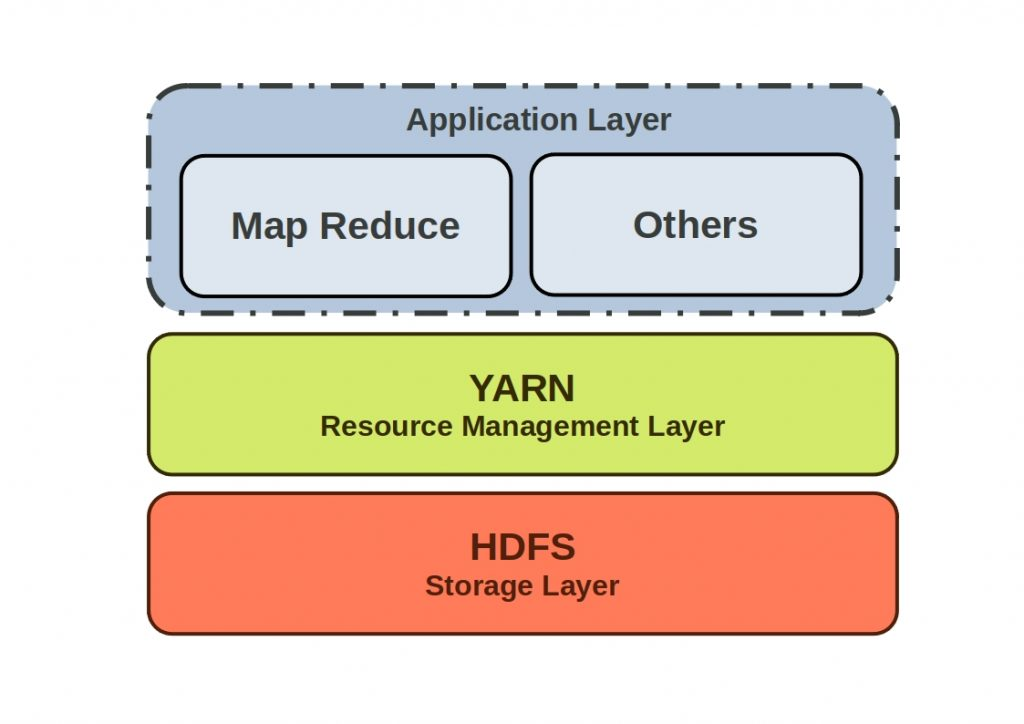 Application Layer
Map Reduce
Others
YARN
Resource Management Layer
HDFS
Storage Layer